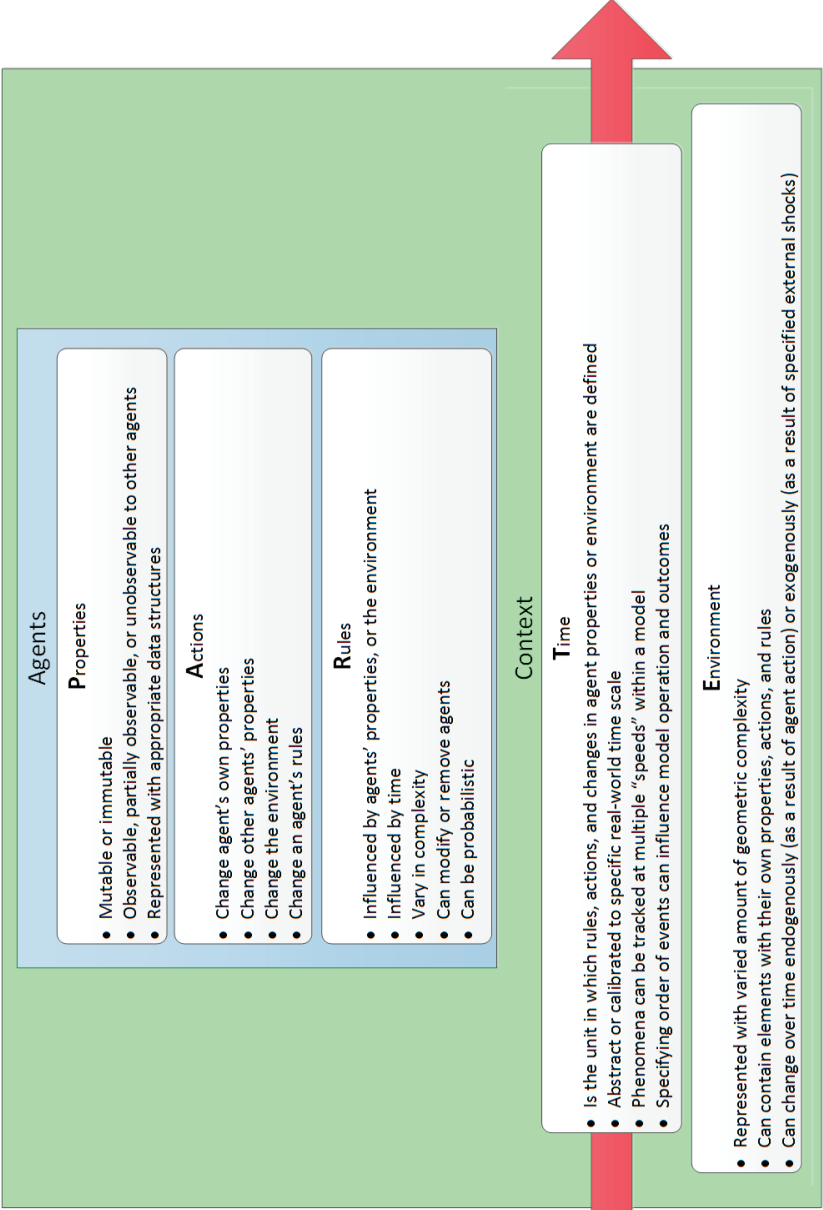 Agents
Properties
• Mutable or immutable
• Observable, partially observable, or unobservable to other agents
• Represented with appropriate data structures
Actions
• Change agent's own properties
• Change other agents' properties
• Change the environment
• Change an agent's rules
Rules
• Influenced by agents' properties, or the environment
• Influenced by time
• Vary in complexity
• Can modify or remove agents
• Can be probabilistic
Context
Time
• Is the unit in which rules, actions, and changes in agent properties or environment are defined
• Abstract or calibrated to specific real-world time scale
• Phenomena can be tracked at multiple “speeds” within a model
• Specifying order of events can influence model operation and outcomes
Environment
• Represented with varied amount of geometric complexity
• Can contain elements with their own properties, actions, and rules
• Can change over time endogenously (as a result of agent action) or exogenously (as a result of specified external shocks)